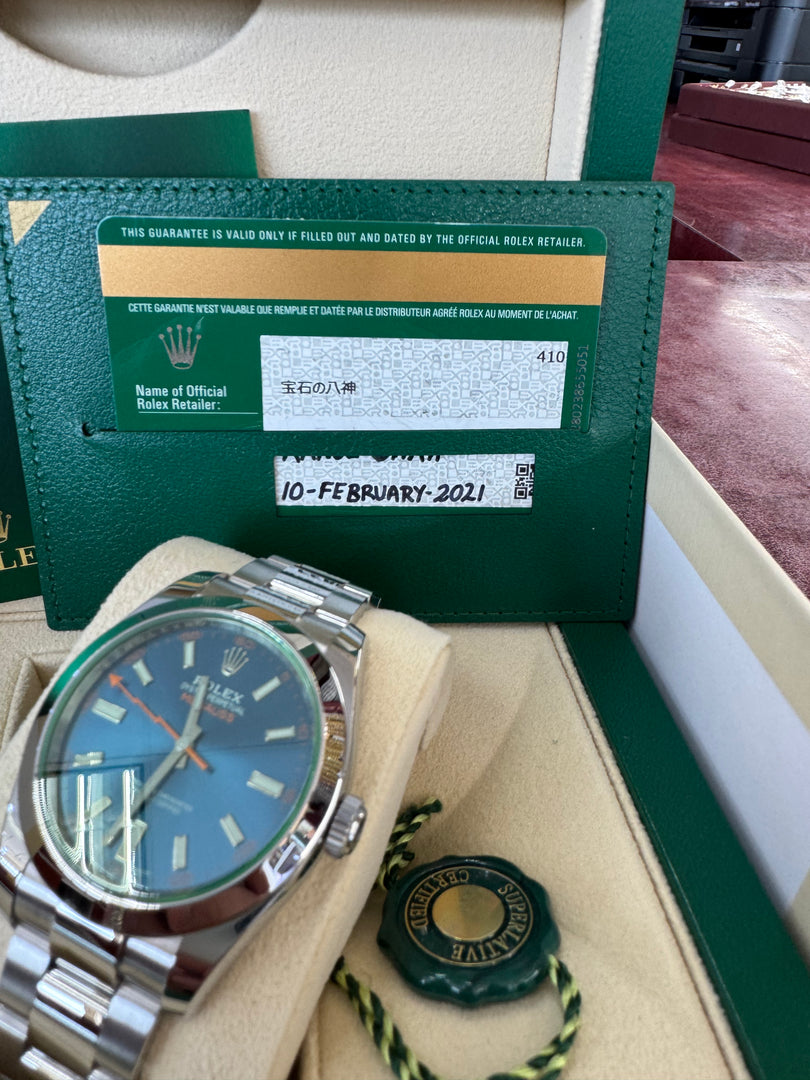 THIS GUARANTEE IS VALID ONLY IF FILLED OUT AND DATED BY THE OFFICIAL ROLEX RETAILER.
CETTE GARANTIE N'EST VALABLE QUE REMPLIE ET DATÉE PAR LE DISTRIBUTEUR AGRÉÉ ROLEX AU MOMENT DE L'ACHAT.
410
宝石の八神
Name of Official
Rolex Retailer:
10-FEBRUARY-2021
ROLEX
OYSTER PERPETUAL
MILGAUSS
SUPERLATIVE
CERTIFIED